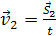 v⃗₂ = s⃗₂/t